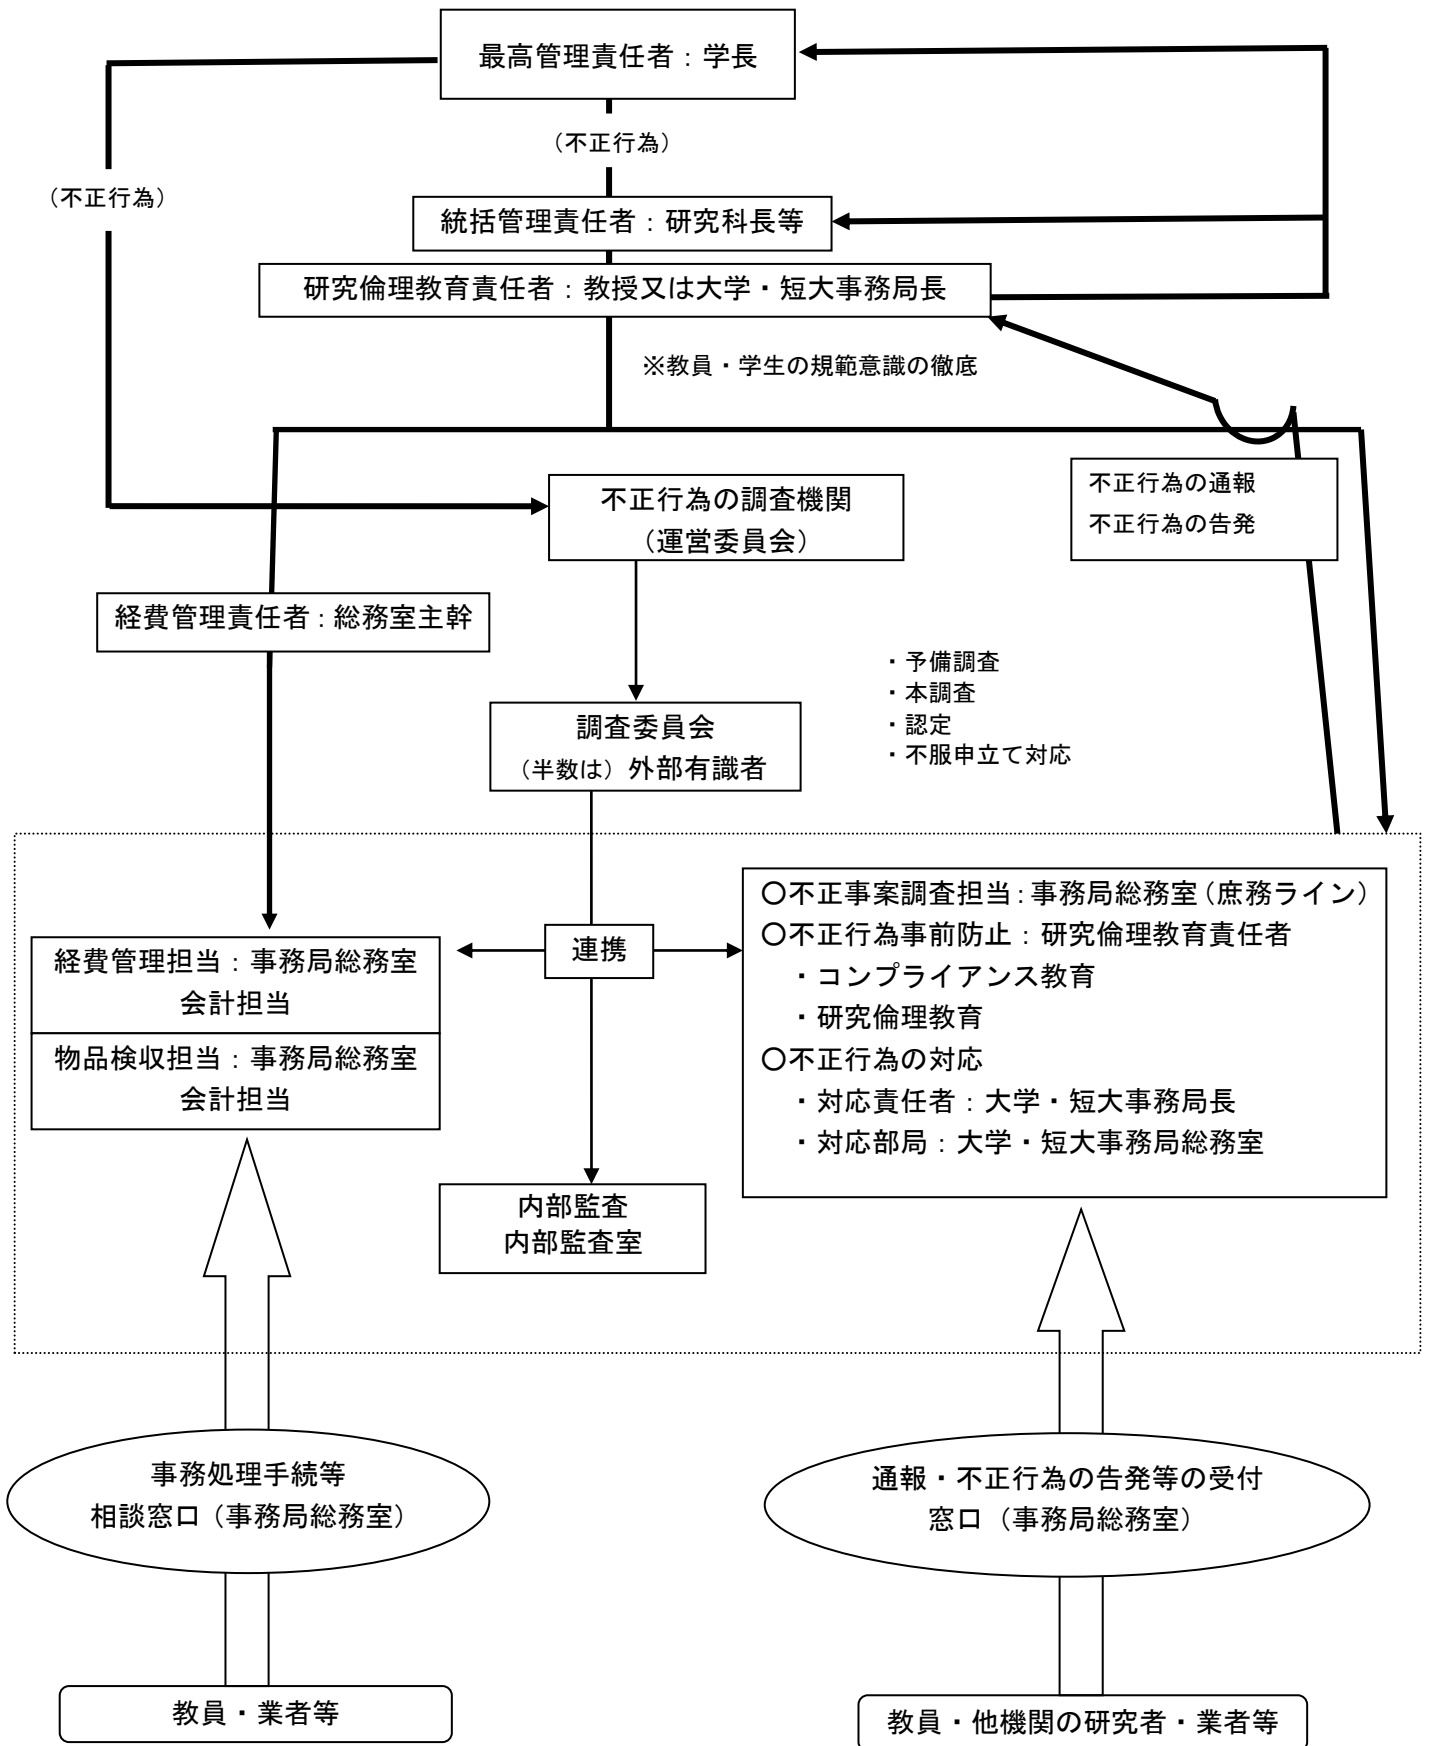 最高管理責任者：学長
（不正行為）
（不正行為）
統括管理責任者：研究科長等
研究倫理教育責任者：教授又は大学・短大事務局長
※教員・学生の規範意識の徹底
不正行為の通報
不正行為の告発
不正行為の調査機関
（運営委員会）
経費管理責任者：総務室主幹
・予備調査
・本調査
・認定
・不服申立て対応
調査委員会
（半数は）外部有識者
〇不正事案調査担当：事務局総務室（庶務ライン）
〇不正行為事前防止：研究倫理教育責任者
・コンプライアンス教育
・研究倫理教育
〇不正行為の対応
・対応責任者：大学・短大事務局長
・対応部局：大学・短大事務局総務室
連携
経費管理担当：事務局総務室
会計担当
物品検収担当：事務局総務室
会計担当
内部監査
内部監査室
事務処理手続等
相談窓口（事務局総務室）
通報・不正行為の告発等の受付
窓口（事務局総務室）
教員・業者等
教員・他機関の研究者・業者等